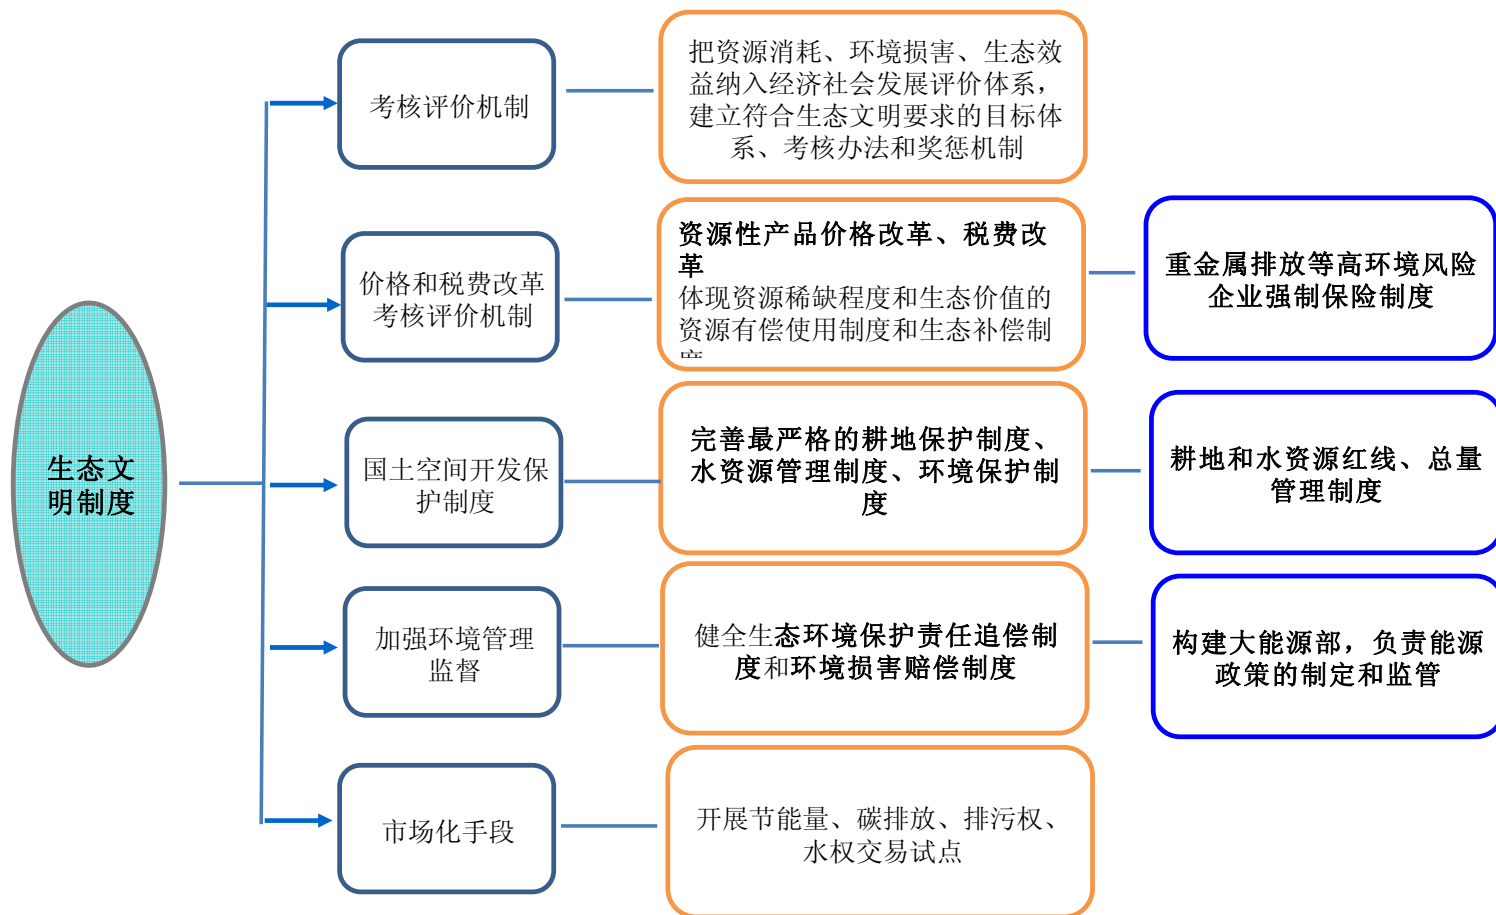 生态文
明制度
考核评价机制
把资源消耗、环境损害、生态效
益纳入经济社会发展评价体系，
建立符合生态文明要求的目标体
系、考核办法和奖惩机制
价格和税费改革
考核评价机制
资源性产品价格改革、税费改
革
体现资源稀缺程度和生态价值的
资源有偿使用制度和生态补偿制
度
重金属排放等高环境风险
企业强制保险制度
国土空间开发保
护制度
完善最严格的耕地保护制度、
水资源管理制度、环境保护制
度
耕地和水资源红线、总量
管理制度
加强环境管理
监督
健全生态环境保护责任追偿制
度和环境损害赔偿制度
构建大能源部，负责能源
政策的制定和监管
市场化手段
开展节能量、碳排放、排污权、
水权交易试点